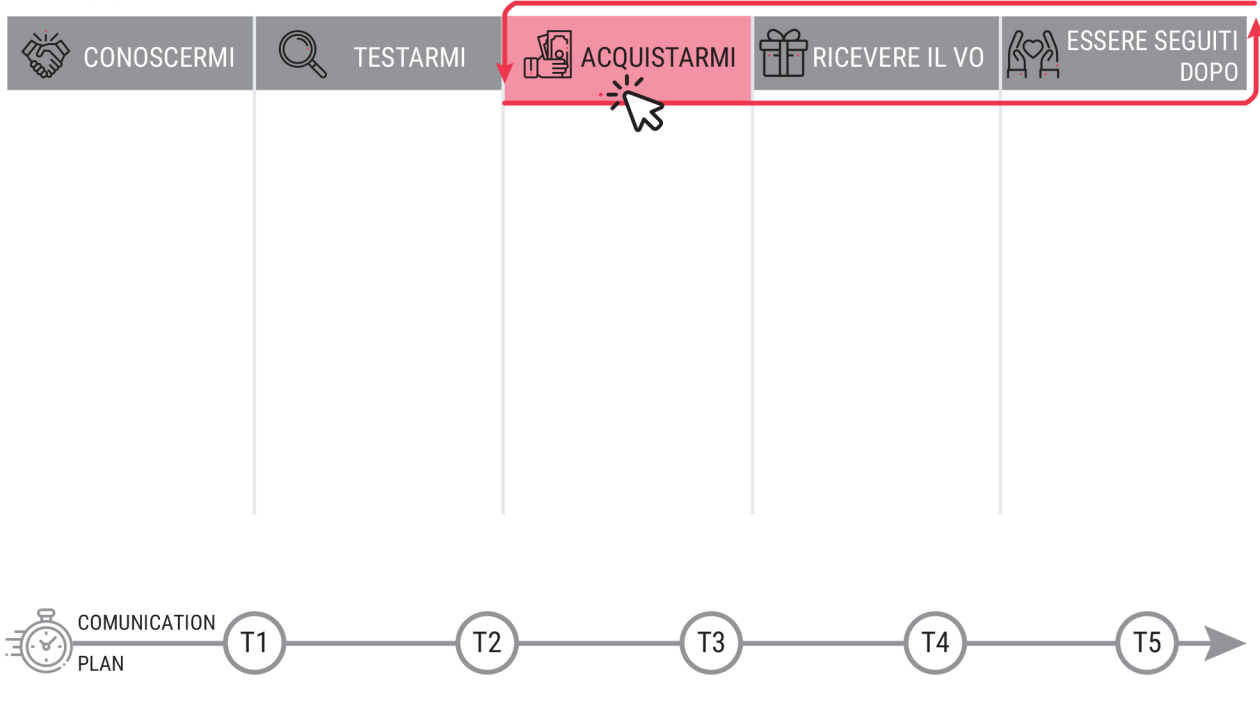 CONOSCERMI
TESTARMI
ACQUISTARMI
RICEVERE IL VO
ESSERE SEGUITI
DOPO
COMUNICATION
PLAN
T1
T2
T3
T4
T5